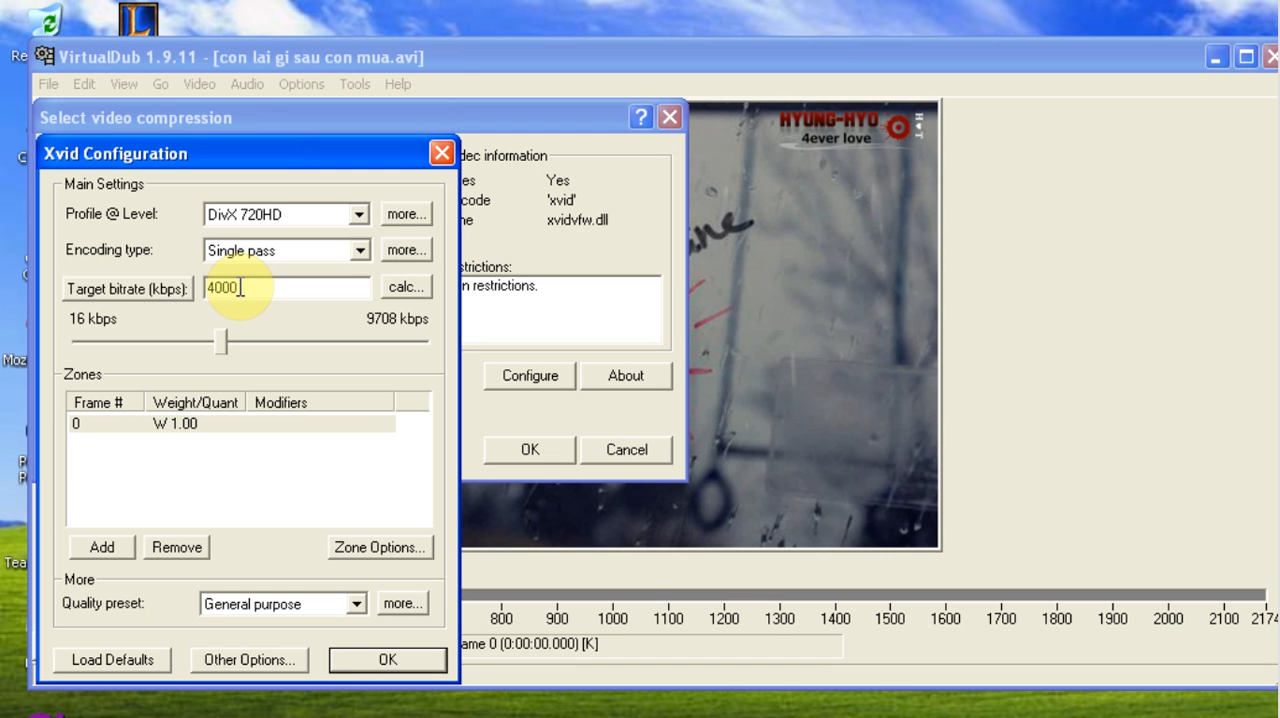 Re
VirtualDub 1.9.11 - [con lai gi sau con mua.avi]
File Edit View Go Video Audio Options Tools Help
Select video compression
Xvid Configuration
Main Settings
Profile @ Level: DivX 720HD more...
Encoding type: Single pass more...
Target bitrate (kbps): 4000 calc...
16 kbps 9708 kbps
Zones
Frame # Weight/Quant Modifiers
0 W 1.00
Add Remove Zone Options...
More
Quality preset: General purpose more...
Load Defaults Other Options... OK
dec information
es Yes
code 'xvid'
ne xvidvfw.dll
strictions:
n restrictions.
Configure About
OK Cancel
HYUNG-HYO
4ever love
H♥T
Moz
Tea
800 900 1000 1100 1200 1300 1400 1500 1600 1700 1800 1900 2000 2100 2174
ame 0 (0:00:00.000) [K]